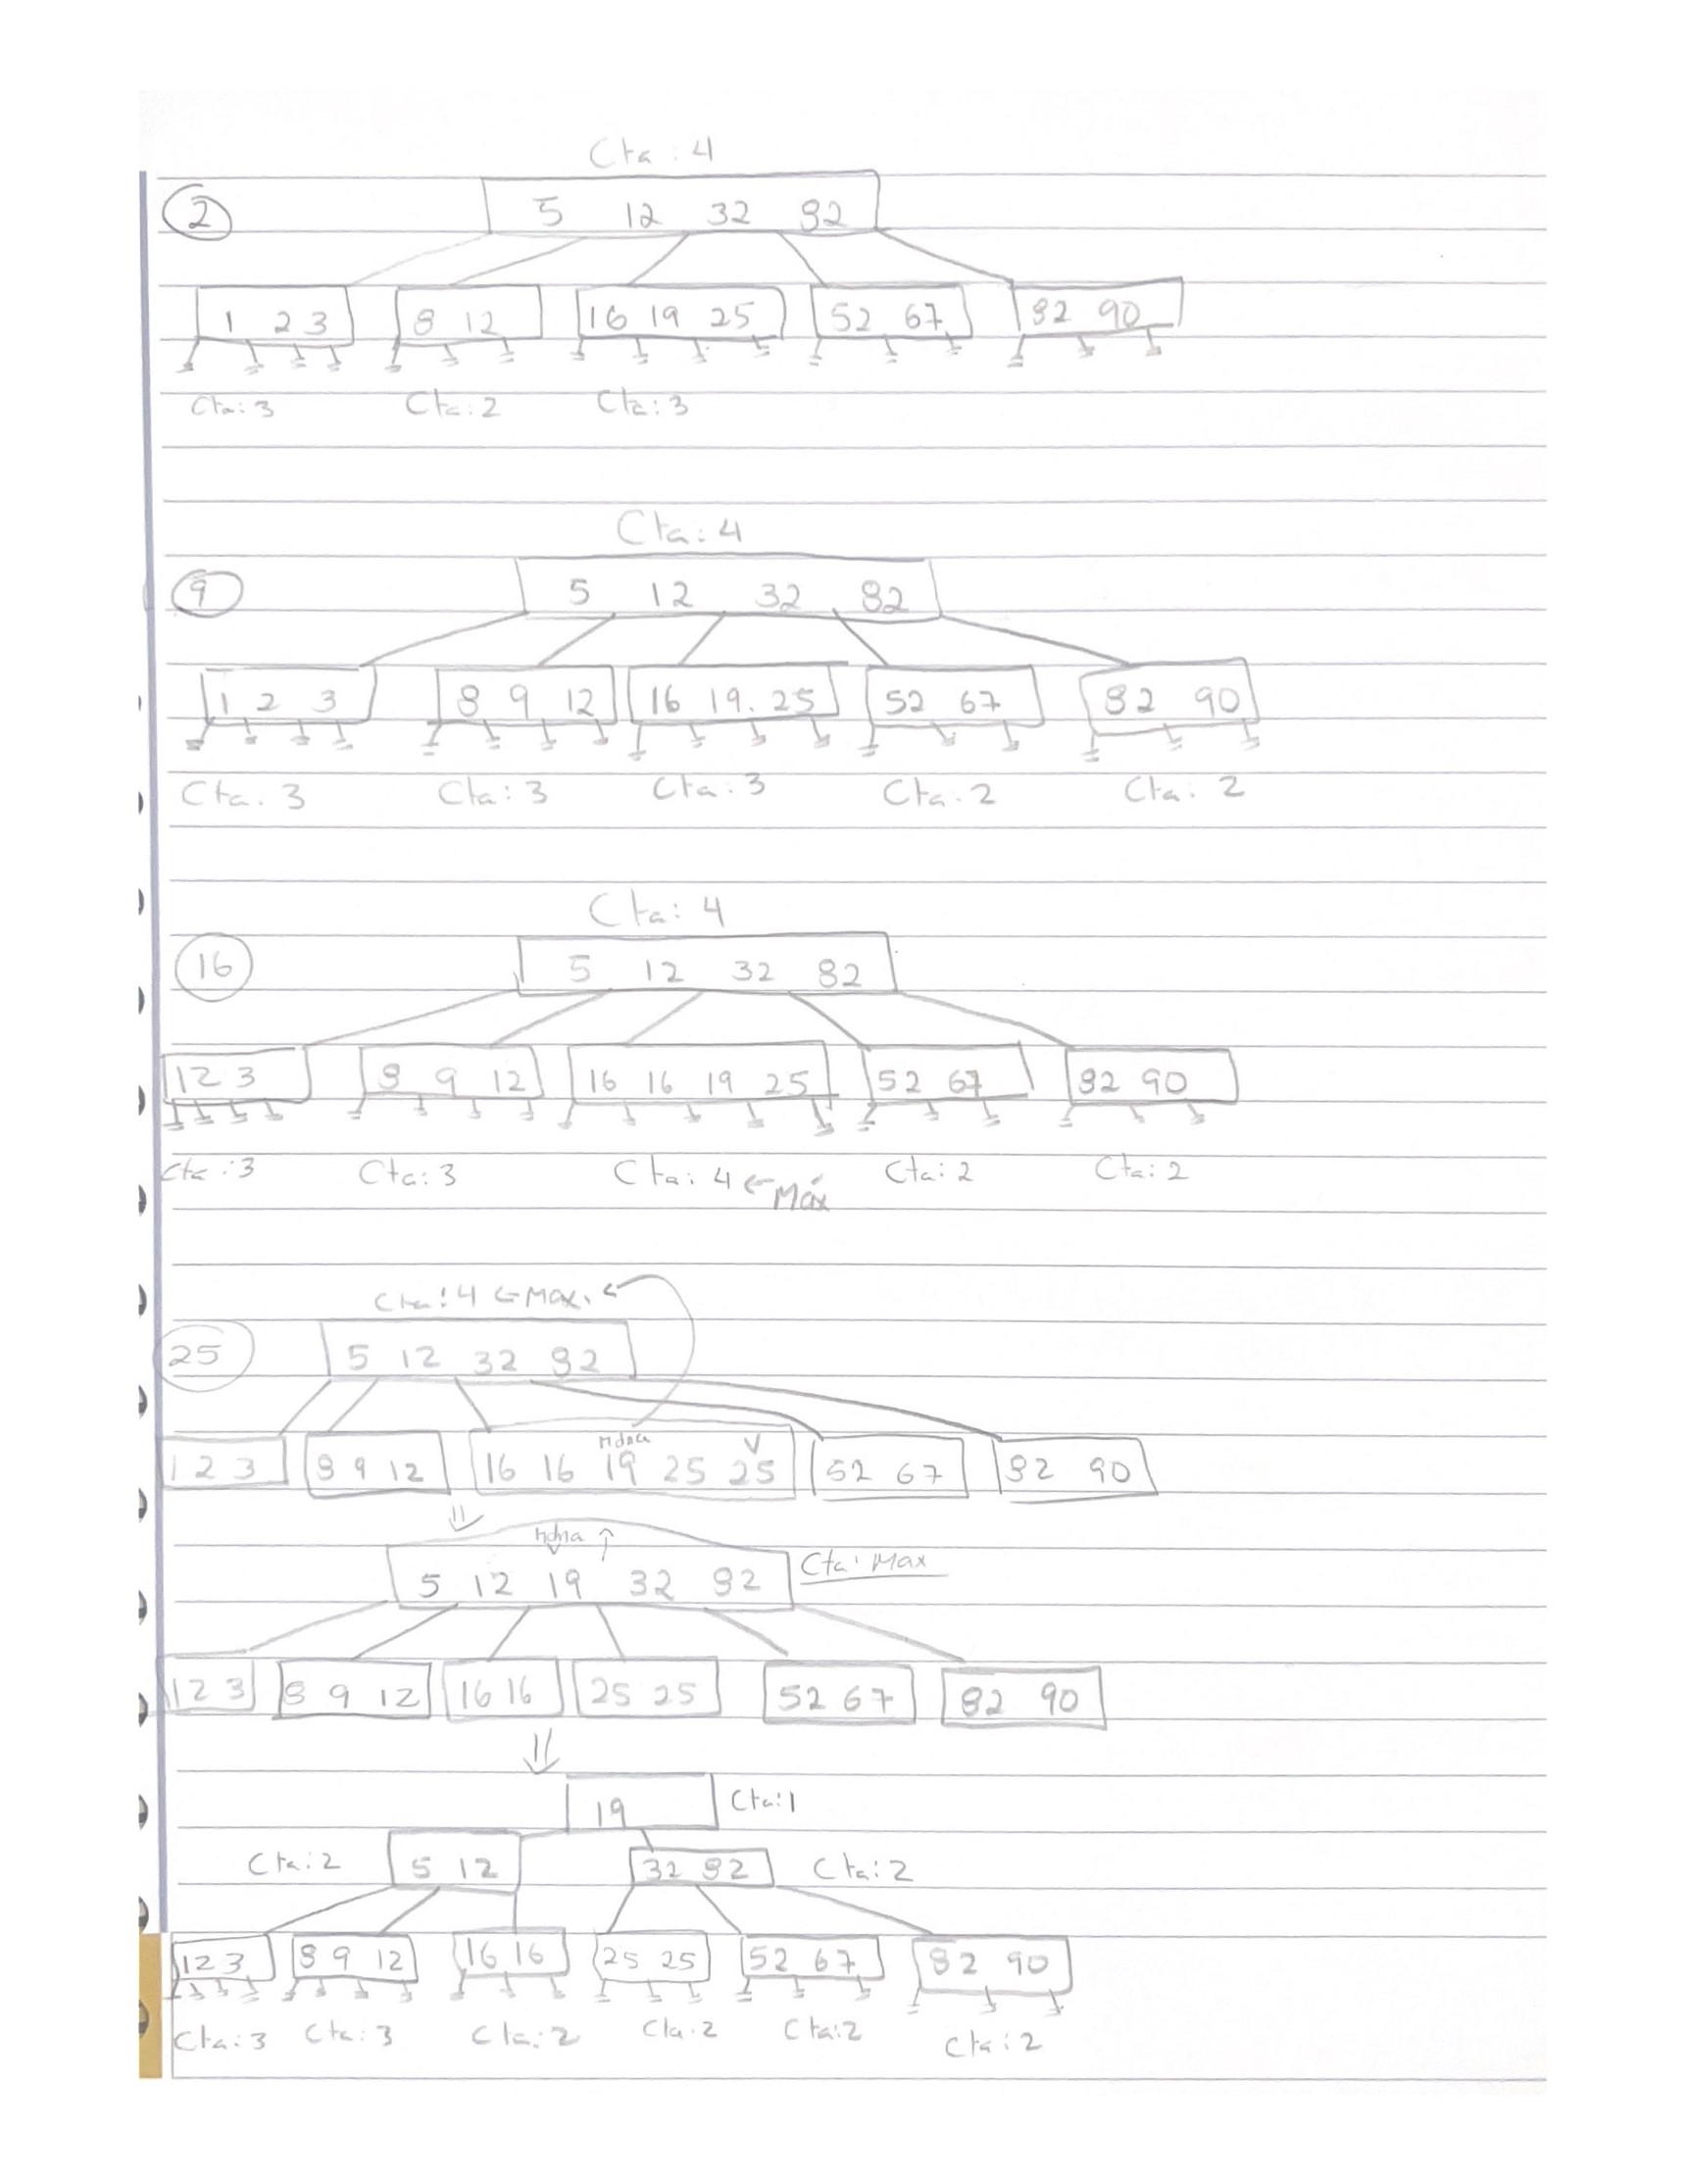 Cta: 4
2
5 12 32 82
1 2 3 8 12 16 19 25 52 67 82 90
Cta: 3 Cta: 2 Cta: 3
Cta: 4
9
5 12 32 82
1 2 3 8 9 12 16 19 25 52 67 82 90
Cta: 3 Cta: 3 Cta: 3 Cta: 2 Cta: 2
Cta: 4
16
5 12 32 82
1 2 3 8 9 12 16 16 19 25 52 67 82 90
Cta: 3 Cta: 3 Cta: 4 ← Máx Cta: 2 Cta: 2
Cta: 4 ← Max.
25
5 12 32 82
Mdna
1 2 3 8 9 12 16 16 19 25 25 52 67 82 90
Mdna ↑
5 12 19 32 82 Cta: Max
1 2 3 8 9 12 16 16 25 25 52 67 82 90
19 Cta: 1
Cta: 2 5 12 32 82 Cta: 2
1 2 3 8 9 12 16 16 25 25 52 67 82 90
Cta: 3 Cta: 3 Cta: 2 Cta: 2 Cta: 2 Cta: 2